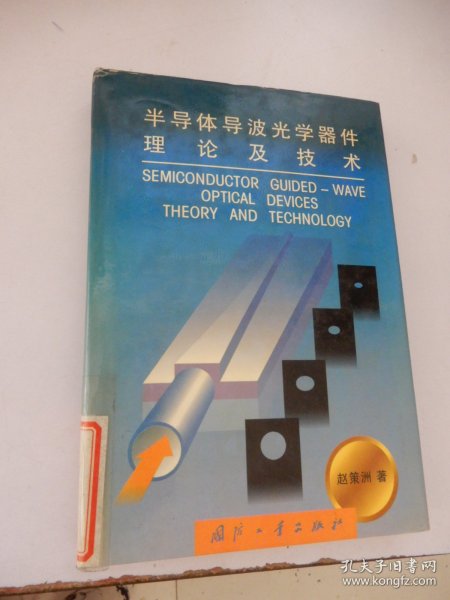 半导体导波光学器件
理论及技术
SEMICONDUCTOR GUIDED-WAVE
OPTICAL DEVICES
THEORY AND TECHNOLOGY
赵策洲 著
国防工业出版社
孔夫子旧书网
www.kongfz.com